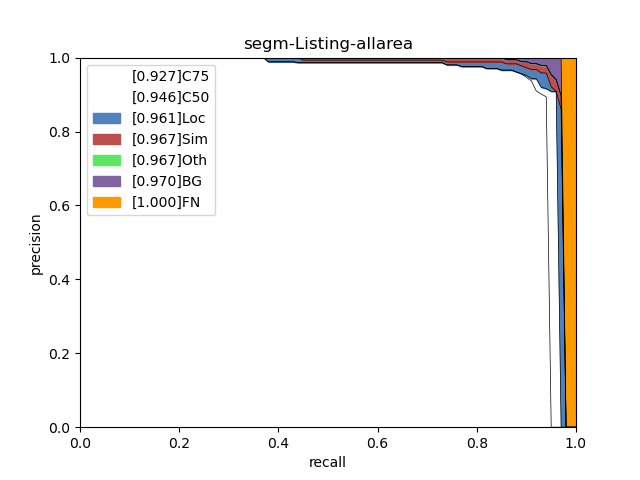 segm-Listing-allarea
1.0
0.8
0.6
0.4
0.2
0.0
precision
[0.927]C75
[0.946]C50
[0.961]Loc
[0.967]Sim
[0.967]Oth
[0.970]BG
[1.000]FN
0.0 0.2 0.4 0.6 0.8 1.0
recall